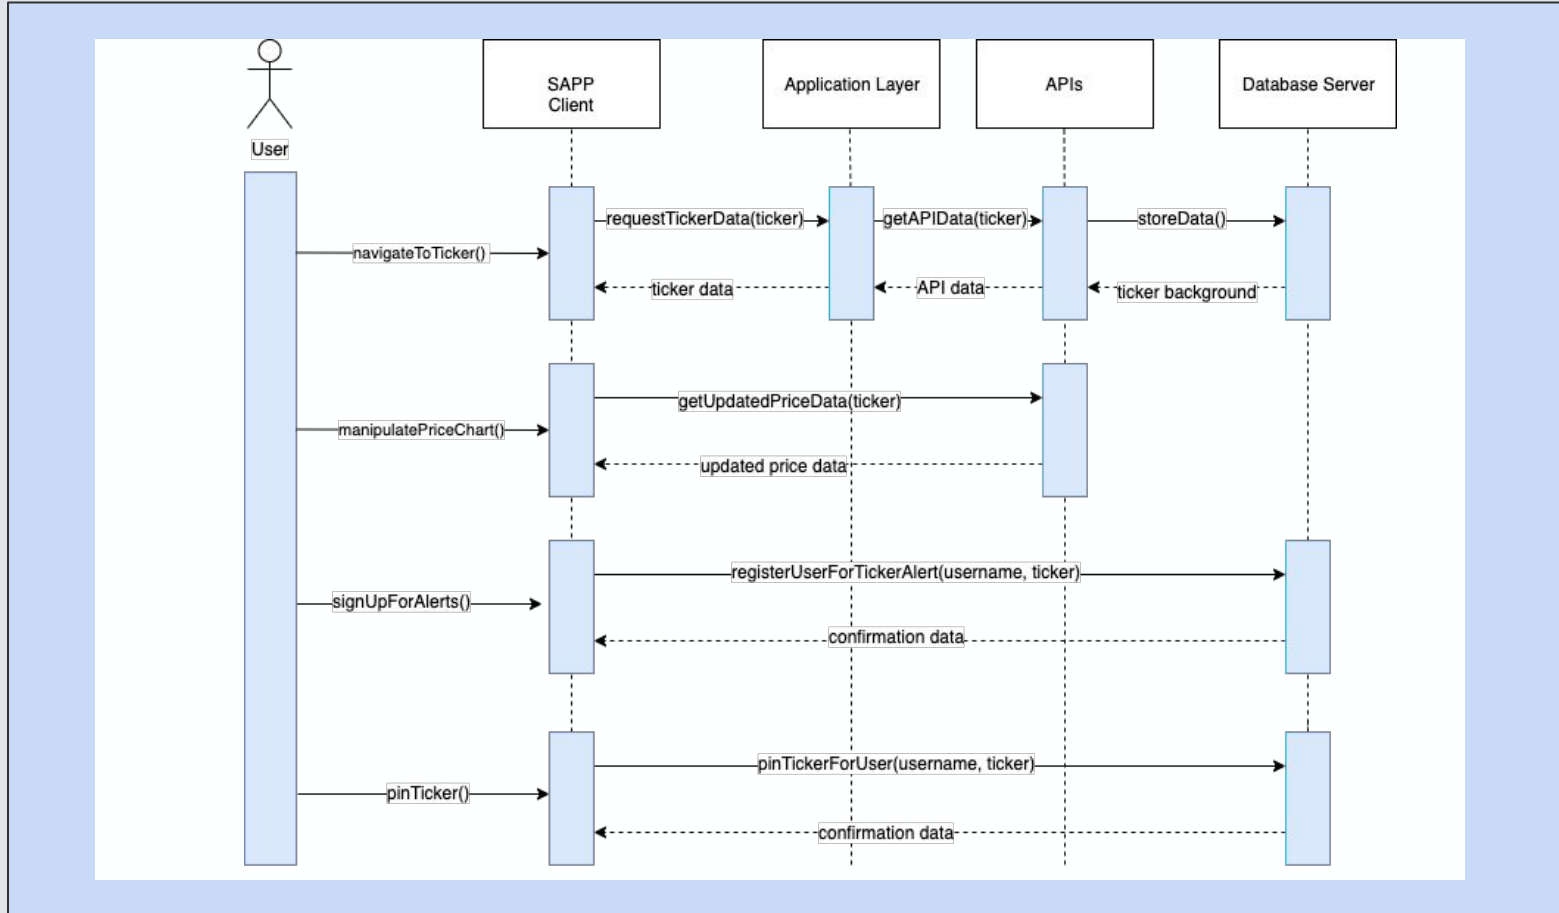 SAPP
Client
Application Layer
APIs
Database Server
User
requestTickerData(ticker)
getAPIData(ticker)
storeData()
navigateToTicker()
ticker data
API data
ticker background
getUpdatedPriceData(ticker)
manipulatePriceChart()
updated price data
registerUserForTickerAlert(username, ticker)
signUpForAlerts()
confirmation data
pinTickerForUser(username, ticker)
pinTicker()
confirmation data